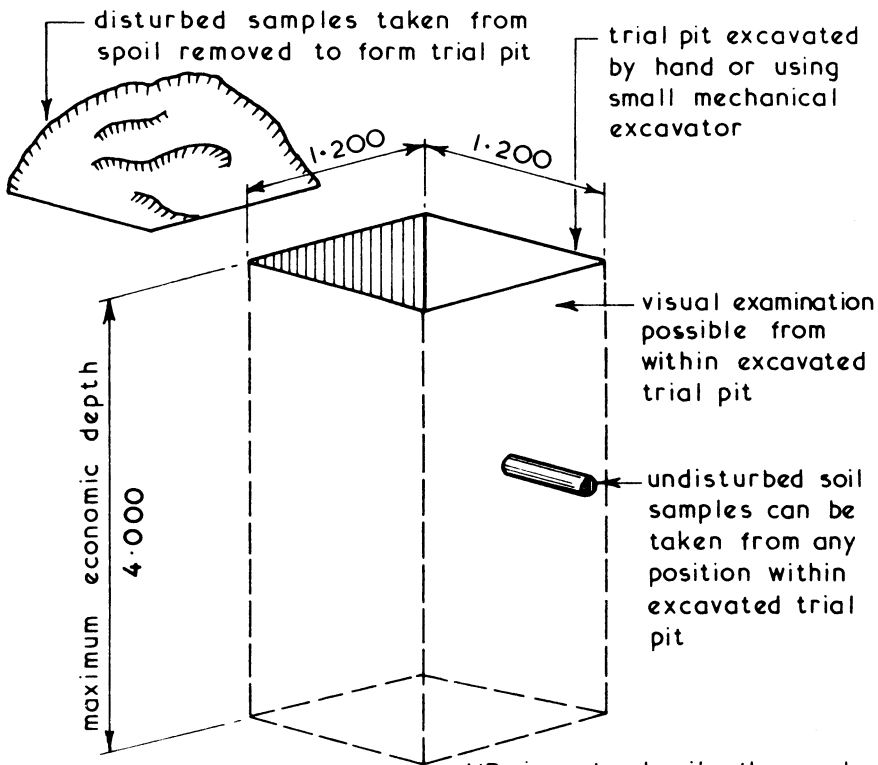 disturbed samples taken from
spoil removed to form trial pit
trial pit excavated
by hand or using
small mechanical
excavator
1·200
1·200
visual examination
possible from
within excavated
trial pit
maximum economic depth
4·000
undisturbed soil
samples can be
taken from any
position within
excavated trial
pit